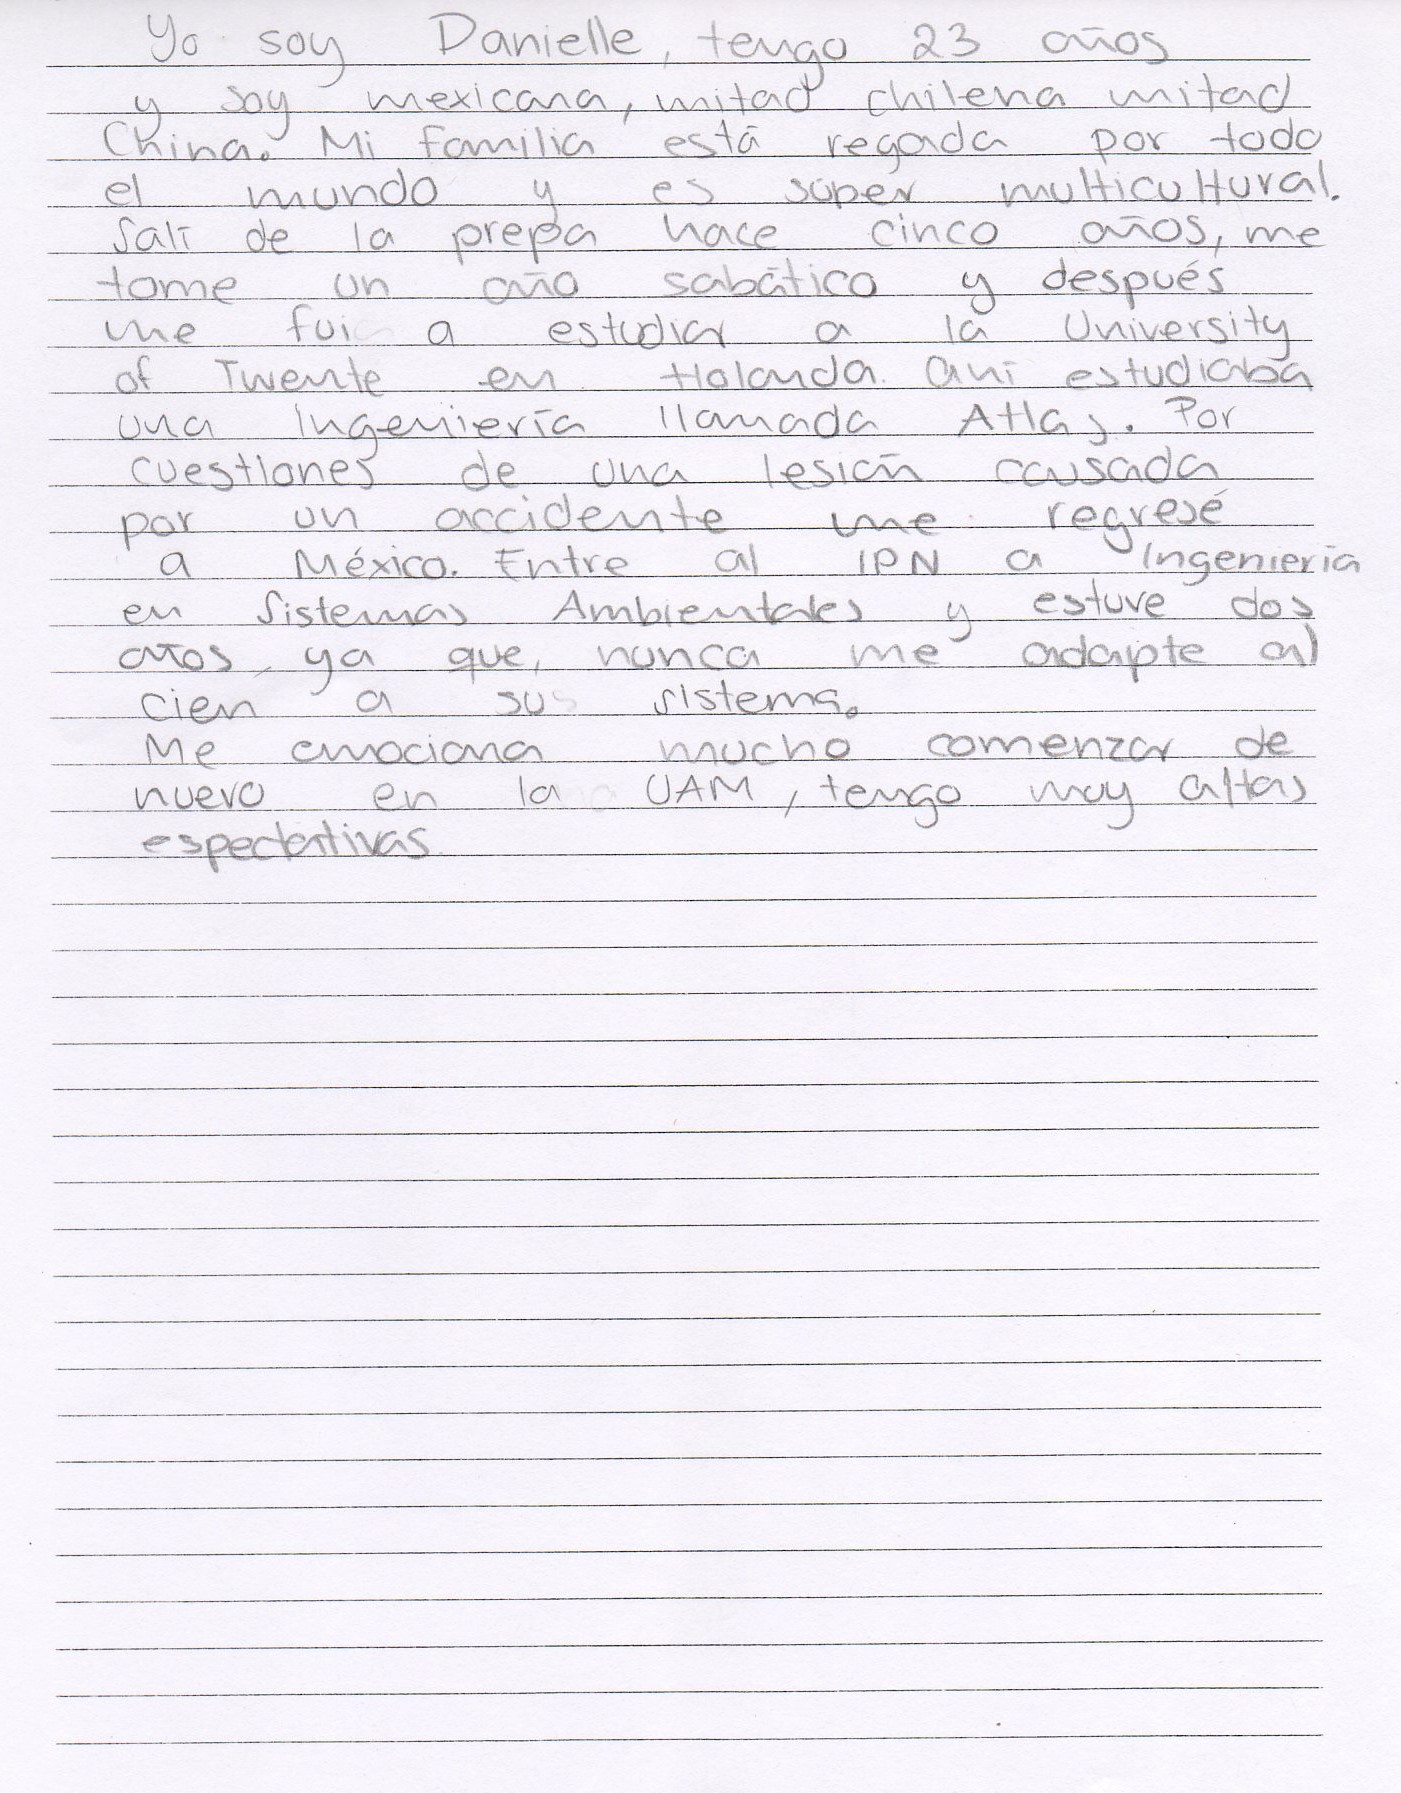 Yo soy Danielle, tengo 23 años
y soy mexicana, mitad chilena mitad
China. Mi familia está regada por todo
el mundo y es súper multicultural.
Salí de la prepa hace cinco años, me
tome un año sabático y después
me fui a estudiar a la University
of Twente en Holanda. Ahí estudiaba
una Ingeniería llamada Atlas. Por
cuestiones de una lesión causada
por un accidente me regresé
a México. Entre al IPN a Ingeniería
en Sistemas Ambientales y estuve dos
años, ya que, nunca me adapte al
cien a su sistema.
Me emociona mucho comenzar de
nuevo en la UAM, tengo muy altas
espectativas